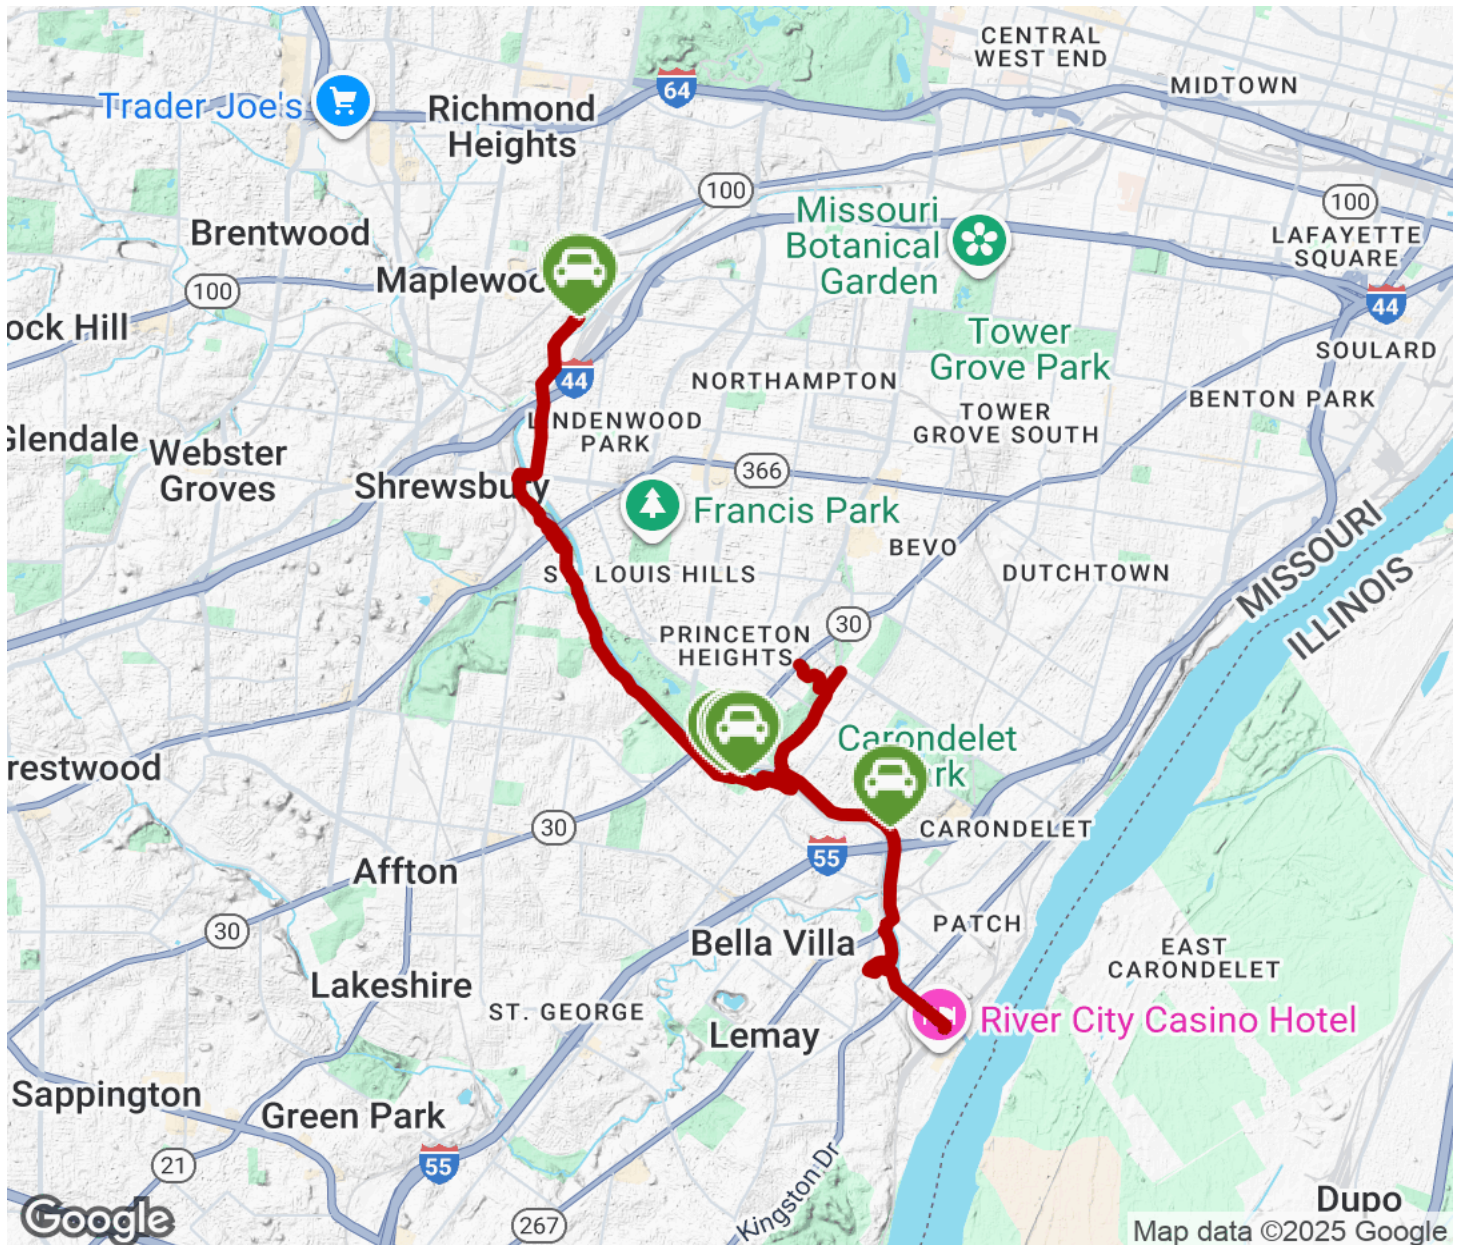 CENTRAL
WEST END
MIDTOWN
64
Trader Joe's
Richmond
Heights
100
100
Missouri
Botanical
Garden
LAFAYETTE
SQUARE
Brentwood
Maplewoo
100
44
ock Hill
Tower
Grove Park
SOULARD
44
NORTHAMPTON
BENTON PARK
TOWER
GROVE SOUTH
LINDENWOOD
PARK
Glendale
Webster
Groves
366
Shrewsbury
Francis Park
MISSOURI
ILLINOIS
BEVO
DUTCHTOWN
S LOUIS HILLS
30
PRINCETON
HEIGHTS
Carondelet
rk
restwood
30
CARONDELET
55
Affton
30
PATCH
Bella Villa
EAST
CARONDELET
Lakeshire
ST. GEORGE
River City Casino Hotel
Lemay
Sappington
Green Park
21
55
Kingston Dr
Dupo
267
Google
Map data ©2025 Google